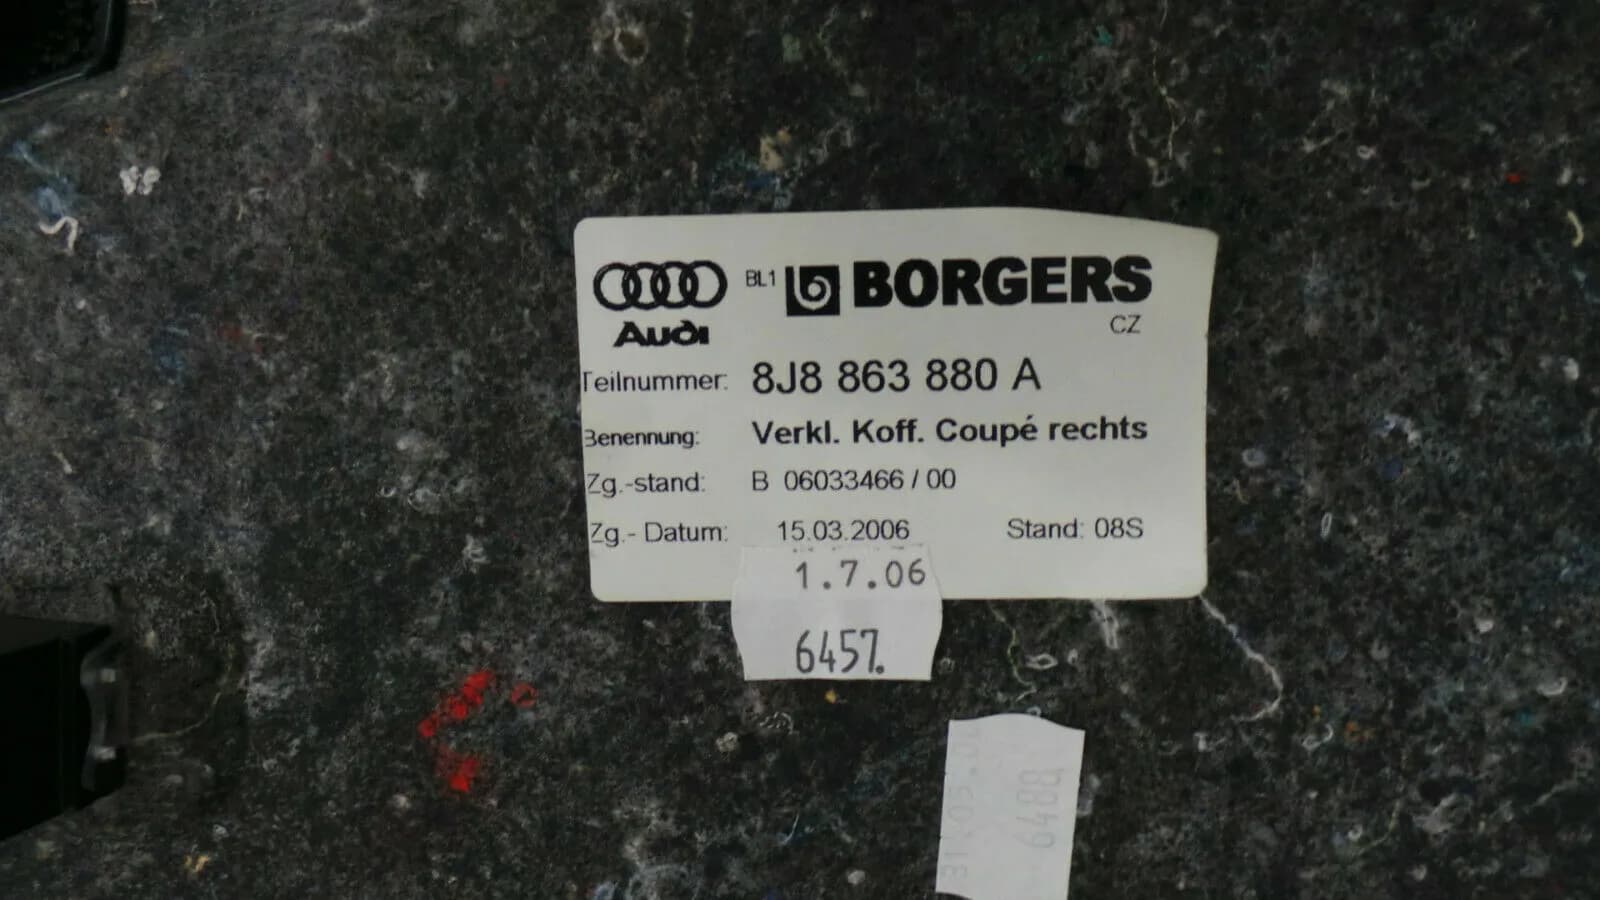 BL1 BORGERS
Audi
CZ
Teilnummer: 8J8 863 880 A
Benennung: Verkl. Koff. Coupé rechts
Zg.-stand: B 06033466 / 00
Zg.- Datum: 15.03.2006 Stand: 08S
1.7.06
6457.
6488